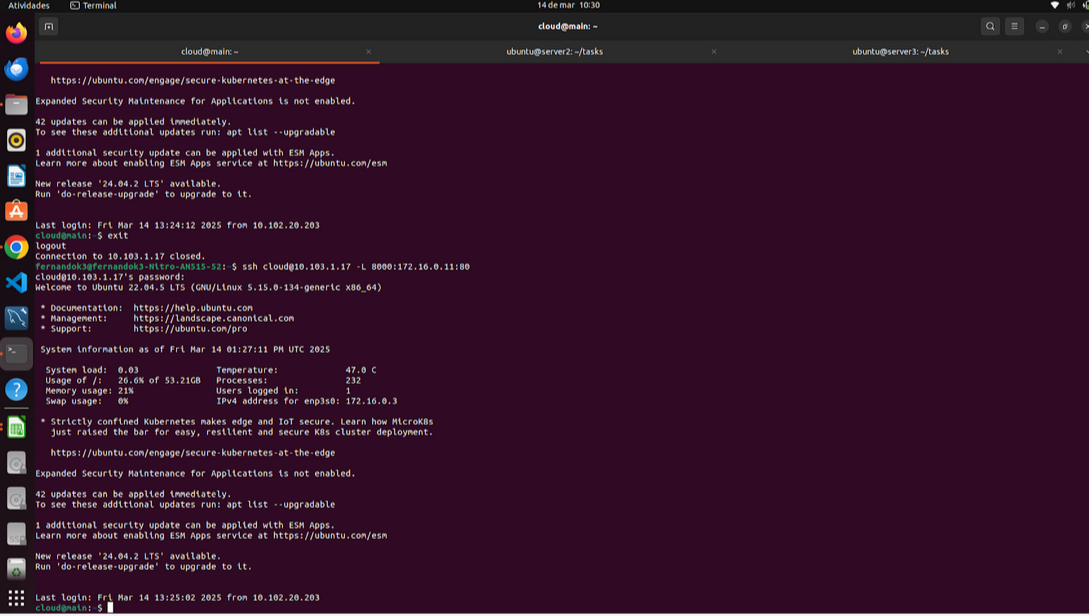 Atividades
Terminal
14 de mar 10:30
cloud@main: ~
cloud@main: ~
ubuntu@server2: ~/tasks
ubuntu@server3: ~/tasks
https://ubuntu.com/engage/secure-kubernetes-at-the-edge
Expanded Security Maintenance for Applications is not enabled.
42 updates can be applied immediately.
To see these additional updates run: apt list --upgradable
1 additional security update can be applied with ESM Apps.
Learn more about enabling ESM Apps service at https://ubuntu.com/esm
New release '24.04.2 LTS' available.
Run 'do-release-upgrade' to upgrade to it.
Last login: Fri Mar 14 13:24:12 2025 from 10.102.20.203
cloud@main:~$ exit
logout
Connection to 10.103.1.17 closed.
fernandok3@fernandok3-Nitro-AN515-52:~$ ssh cloud@10.103.1.17 -L 8000:172.16.0.11:80
cloud@10.103.1.17's password:
Welcome to Ubuntu 22.04.5 LTS (GNU/Linux 5.15.0-134-generic x86_64)
* Documentation: https://help.ubuntu.com
* Management: https://landscape.canonical.com
* Support: https://ubuntu.com/pro
System information as of Fri Mar 14 01:27:11 PM UTC 2025
System load: 0.03 Temperature: 47.0 C
Usage of /: 26.6% of 53.21GB Processes: 232
Memory usage: 21% Users logged in: 1
Swap usage: 0% IPv4 address for enp3s0: 172.16.0.3
* Strictly confined Kubernetes makes edge and IoT secure. Learn how MicroK8s
just raised the bar for easy, resilient and secure K8s cluster deployment.
https://ubuntu.com/engage/secure-kubernetes-at-the-edge
Expanded Security Maintenance for Applications is not enabled.
42 updates can be applied immediately.
To see these additional updates run: apt list --upgradable
1 additional security update can be applied with ESM Apps.
Learn more about enabling ESM Apps service at https://ubuntu.com/esm
New release '24.04.2 LTS' available.
Run 'do-release-upgrade' to upgrade to it.
Last login: Fri Mar 14 13:25:02 2025 from 10.102.20.203
cloud@main:~$